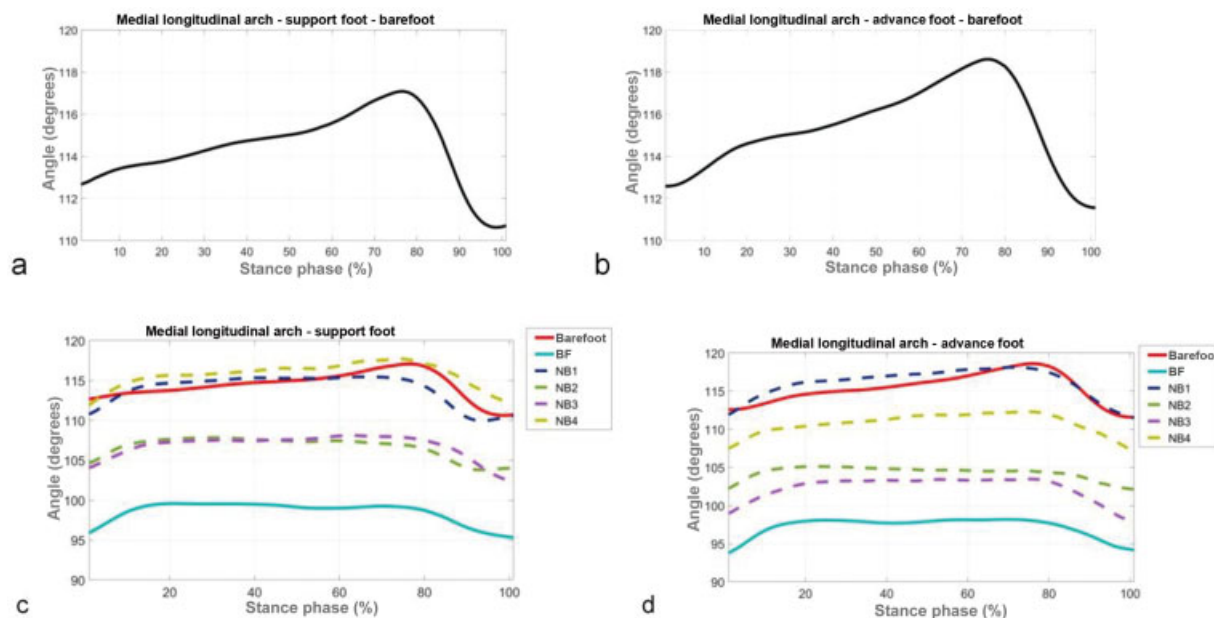 Medial longitudinal arch - support foot - barefoot
120
118
116
114
112
110
Angle (degrees)
10 20 30 40 50 60 70 80 90 100
Stance phase (%)
a
Medial longitudinal arch - advance foot - barefoot
120
118
116
114
112
110
Angle (degrees)
10 20 30 40 50 60 70 80 90 100
Stance phase (%)
b
Medial longitudinal arch - support foot
120
115
110
105
100
95
90
Angle (degrees)
20 40 60 80 100
Stance phase (%)
Barefoot
BF
NB1
NB2
NB3
NB4
c
Medial longitudinal arch - advance foot
120
115
110
105
100
95
90
Angle (degrees)
20 40 60 80 100
Stance phase (%)
Barefoot
BF
NB1
NB2
NB3
NB4
d